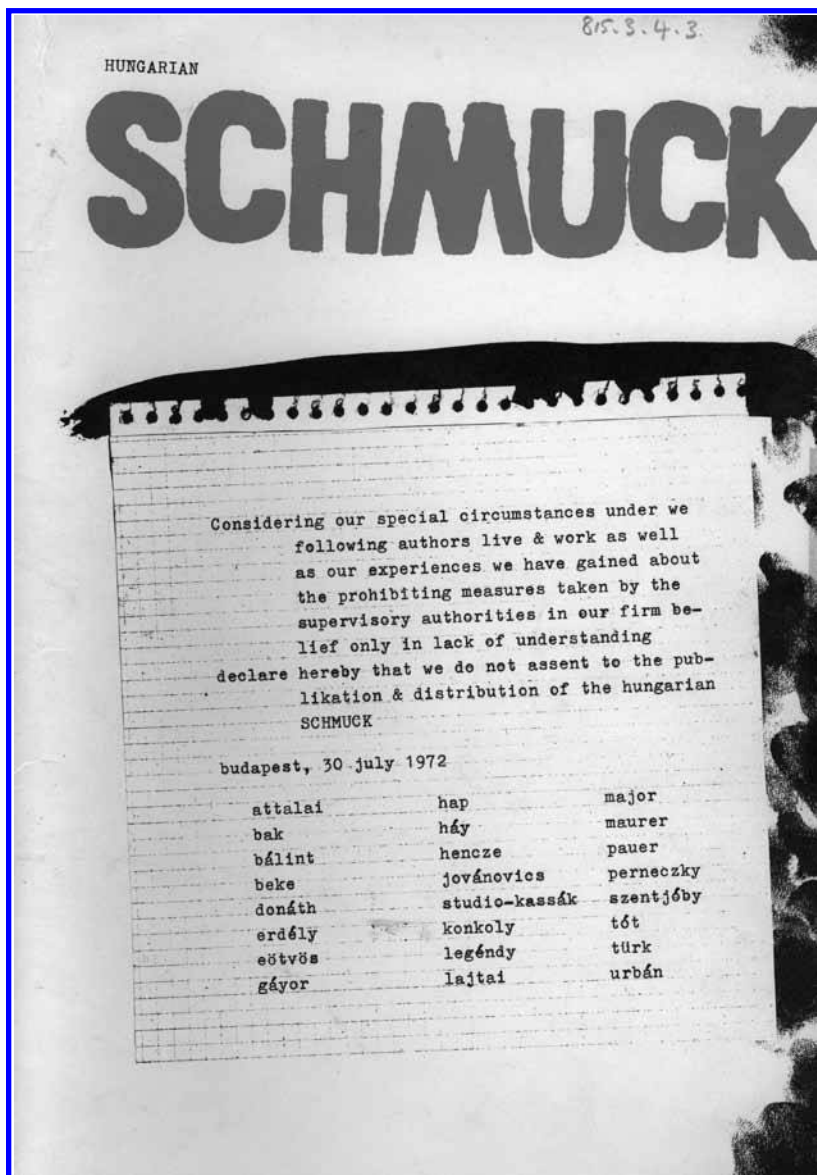 815.3.4.3.
HUNGARIAN
SCHMUCK
Considering our special circumstances under we
following authors live & work as well
as our experiences we have gained about
the prohibiting measures taken by the
supervisory authorities in our firm be-
lief only in lack of understanding
declare hereby that we do not assent to the pub-
likation & distribution of the hungarian
SCHMUCK
budapest, 30 july 1972
attalai hap major
bak háy maurer
bálint hencze pauer
beke jovánovics perneczky
donáth studio-kassák szentjóby
erdély konkoly tót
eötvös legéndy türk
gáyor lajtai urbán